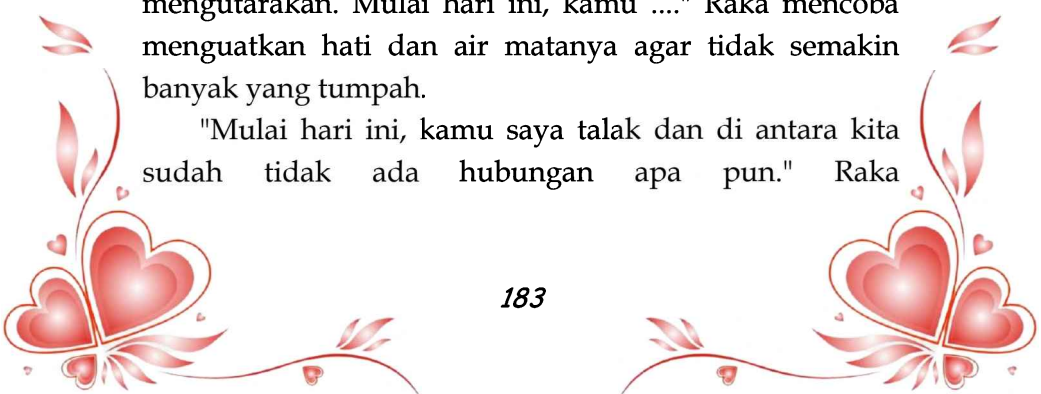 mengutarakan. Mulai hari ini, kamu ...." Raka mencoba
menguatkan hati dan air matanya agar tidak semakin
banyak yang tumpah.
"Mulai hari ini, kamu saya talak dan di antara kita
sudah tidak ada hubungan apa pun." Raka
183